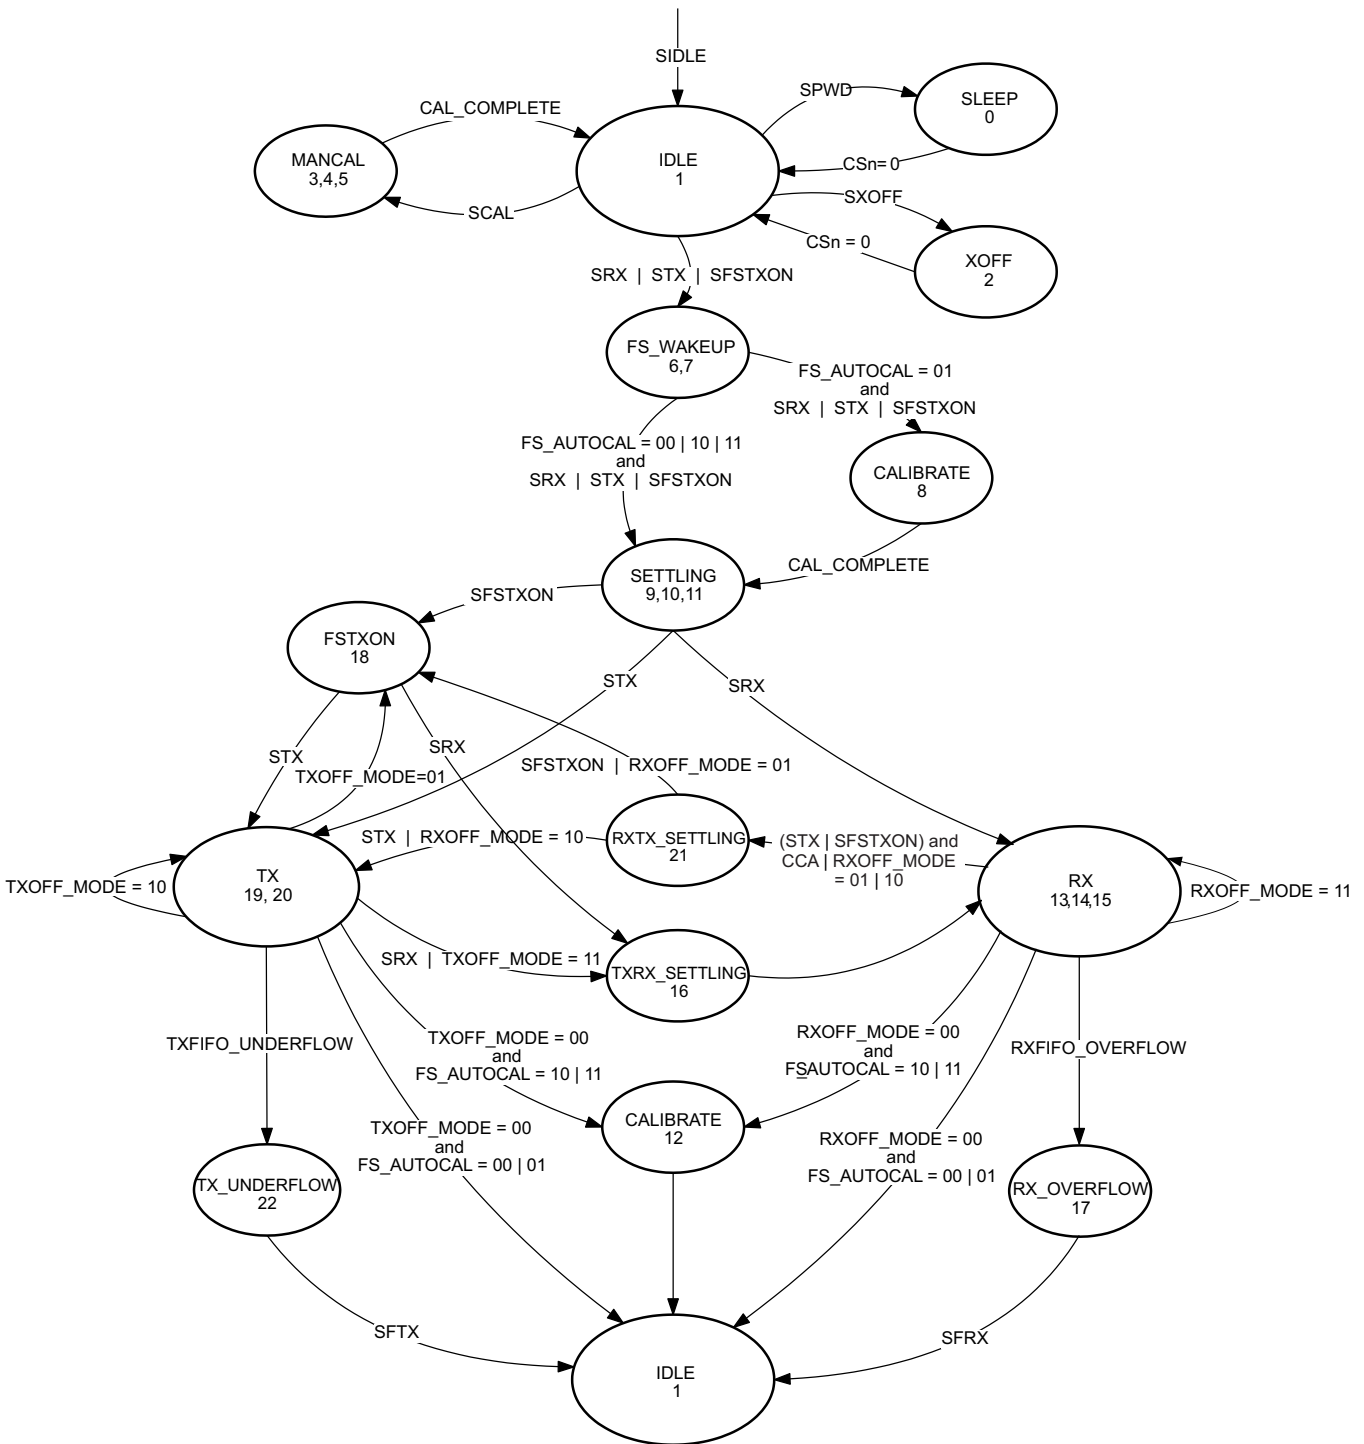 SIDLE
SPWD
SLEEP
0
CAL_COMPLETE
MANCAL
3,4,5
IDLE
1
CSn= 0
SCAL
SXOFF
CSn = 0
XOFF
2
SRX | STX | SFSTXON
FS_WAKEUP
6,7
FS_AUTOCAL = 01
and
SRX | STX | SFSTXON
FS_AUTOCAL = 00 | 10 | 11
and
SRX | STX | SFSTXON
CALIBRATE
8
CAL_COMPLETE
SETTLING
9,10,11
SFSTXON
FSTXON
18
STX
SRX
STX
SRX
TXOFF_MODE=01
SFSTXON | RXOFF_MODE = 01
STX | RXOFF_MODE = 10
RXTX_SETTLING
21
(STX | SFSTXON) and
CCA | RXOFF_MODE
= 01 | 10
TXOFF_MODE = 10
TX
19, 20
RX
13,14,15
RXOFF_MODE = 11
SRX | TXOFF_MODE = 11
TXRX_SETTLING
16
TXFIFO_UNDERFLOW
TXOFF_MODE = 00
and
FS_AUTOCAL = 10 | 11
RXOFF_MODE = 00
and
FS_AUTOCAL = 10 | 11
RXFIFO_OVERFLOW
CALIBRATE
12
TXOFF_MODE = 00
and
FS_AUTOCAL = 00 | 01
RXOFF_MODE = 00
and
FS_AUTOCAL = 00 | 01
TX_UNDERFLOW
22
RX_OVERFLOW
17
SFTX
SFRX
IDLE
1